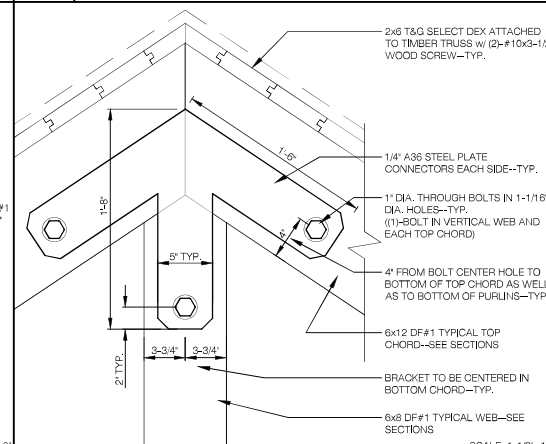 2x6 T&G SELECT DEX ATTACHED
TO TIMBER TRUSS w/ (2)-#10x3-1/2
WOOD SCREW--TYP.
1'-6"
1/4" A36 STEEL PLATE
CONNECTORS EACH SIDE--TYP.
1'-8"
#1
1" DIA. THROUGH BOLTS IN 1-1/16"
DIA. HOLES--TYP.
((1)-BOLT IN VERTICAL WEB AND
EACH TOP CHORD)
4"
5" TYP.
4" FROM BOLT CENTER HOLE TO
BOTTOM OF TOP CHORD AS WELL
AS TO BOTTOM OF PURLINS--TYP
6x12 DF#1 TYPICAL TOP
CHORD--SEE SECTIONS
2" TYP.
3-3/4" 3-3/4"
BRACKET TO BE CENTERED IN
BOTTOM CHORD--TYP.
6x8 DF#1 TYPICAL WEB--SEE
SECTIONS